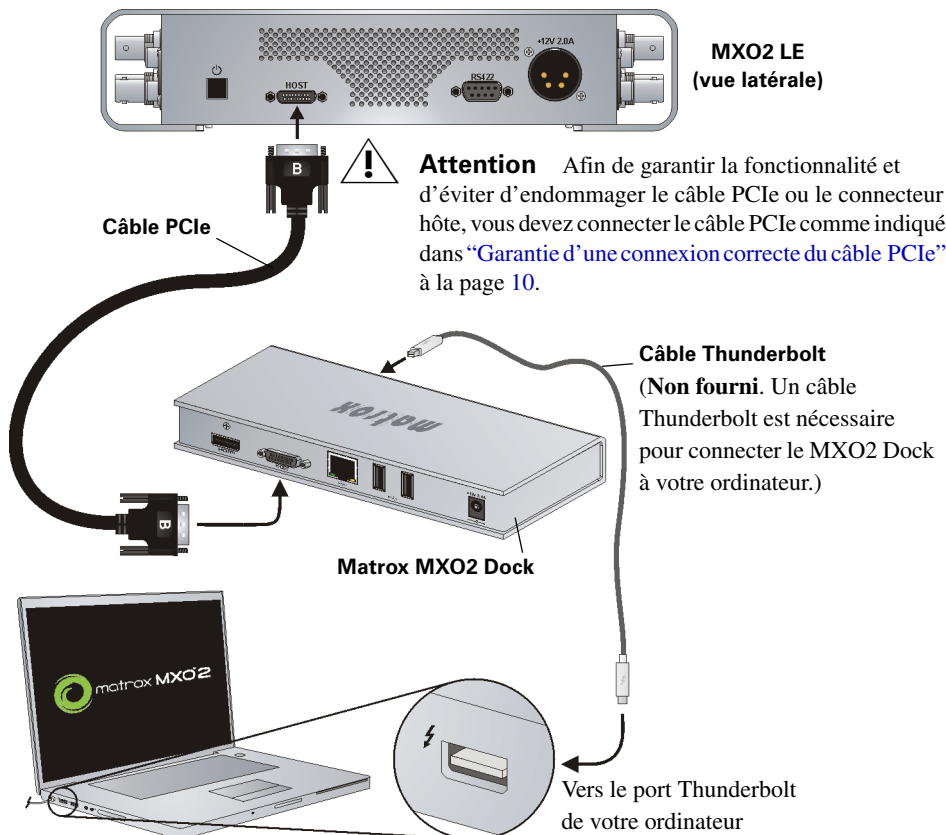 +12V 2.0A
MXO2 LE
(vue latérale)
HOST
RS422
B
Attention Afin de garantir la fonctionnalité et
d'éviter d'endommager le câble PCIe ou le connecteur
hôte, vous devez connecter le câble PCIe comme indiqué
dans “Garantie d'une connexion correcte du câble PCIe”
à la page 10.
Câble PCIe
Câble Thunderbolt
(Non fourni. Un câble
Thunderbolt est nécessaire
pour connecter le MXO2 Dock
à votre ordinateur.)
matrox
B
Matrox MXO2 Dock
matrox MXO2
Vers le port Thunderbolt
de votre ordinateur